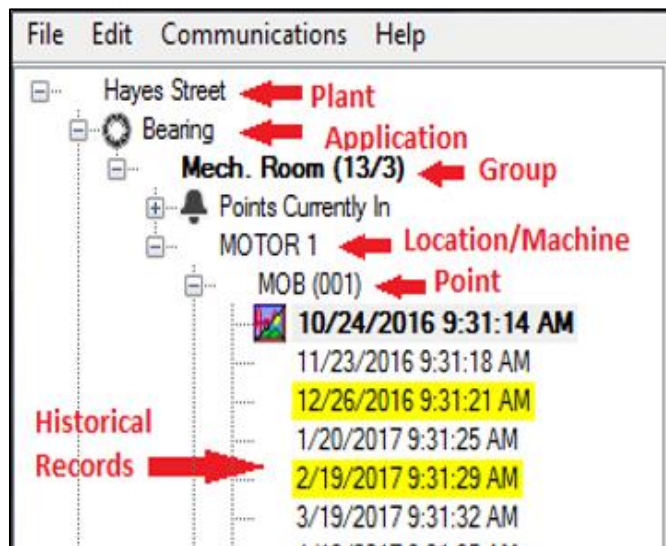 File Edit Communications Help
Hayes Street Plant
Bearing Application
Mech. Room (13/3) Group
Points Currently In
MOTOR 1 Location/Machine
MOB (001) Point
10/24/2016 9:31:14 AM
11/23/2016 9:31:18 AM
12/26/2016 9:31:21 AM
Historical
1/20/2017 9:31:25 AM
Records
2/19/2017 9:31:29 AM
3/19/2017 9:31:32 AM